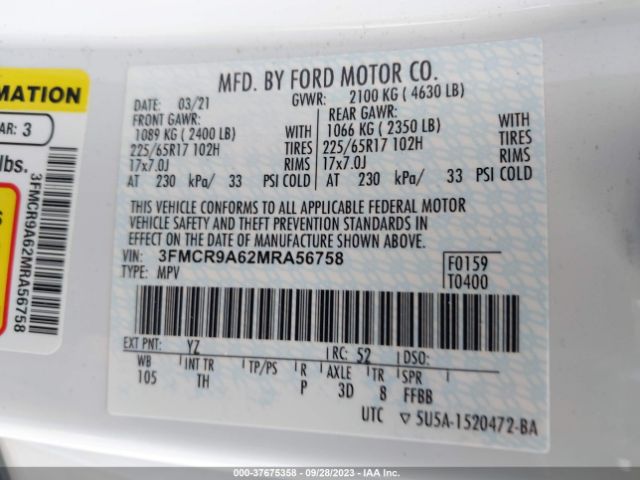 MATION
AR: 3
lbs.
3FMCR9A62MRA56758
MFD. BY FORD MOTOR CO.
DATE: 03/21 GVWR: 2100 KG ( 4630 LB)
FRONT GAWR: REAR GAWR:
1089 KG ( 2400 LB) WITH 1066 KG ( 2350 LB) WITH
225/65R17 102H TIRES 225/65R17 102H TIRES
17x7.0J RIMS 17x7.0J RIMS
AT 230 kPa/ 33 PSI COLD AT 230 kPa/ 33 PSI COLD
THIS VEHICLE CONFORMS TO ALL APPLICABLE FEDERAL MOTOR
VEHICLE SAFETY AND THEFT PREVENTION STANDARDS IN
EFFECT ON THE DATE OF MANUFACTURE SHOWN ABOVE.
VIN: 3FMCR9A62MRA56758 F0159
TYPE: MPV T0400
EXT PNT: YZ RC: 52 DSO:
WB INT TR TP/PS R AXLE TR SPR
105 TH P 3D 8 FFBB
UTC ▽ 5U5A-1520472-BA
000-37675358 - 09/28/2023 - IAA Inc.